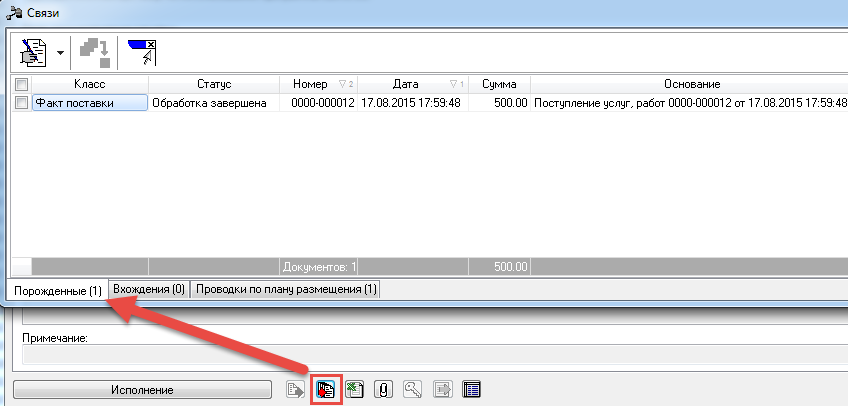 Связи
Класс Статус Номер 2 Дата 1 Сумма Основание
Факт поставки Обработка завершена 0000-000012 17.08.2015 17:59:48 500.00 Поступление услуг, работ 0000-000012 от 17.08.2015 17:59:48
Документов: 1 500.00
Порожденные (1) Вхождения (0) Проводки по плану размещения (1)
Примечание:
Исполнение